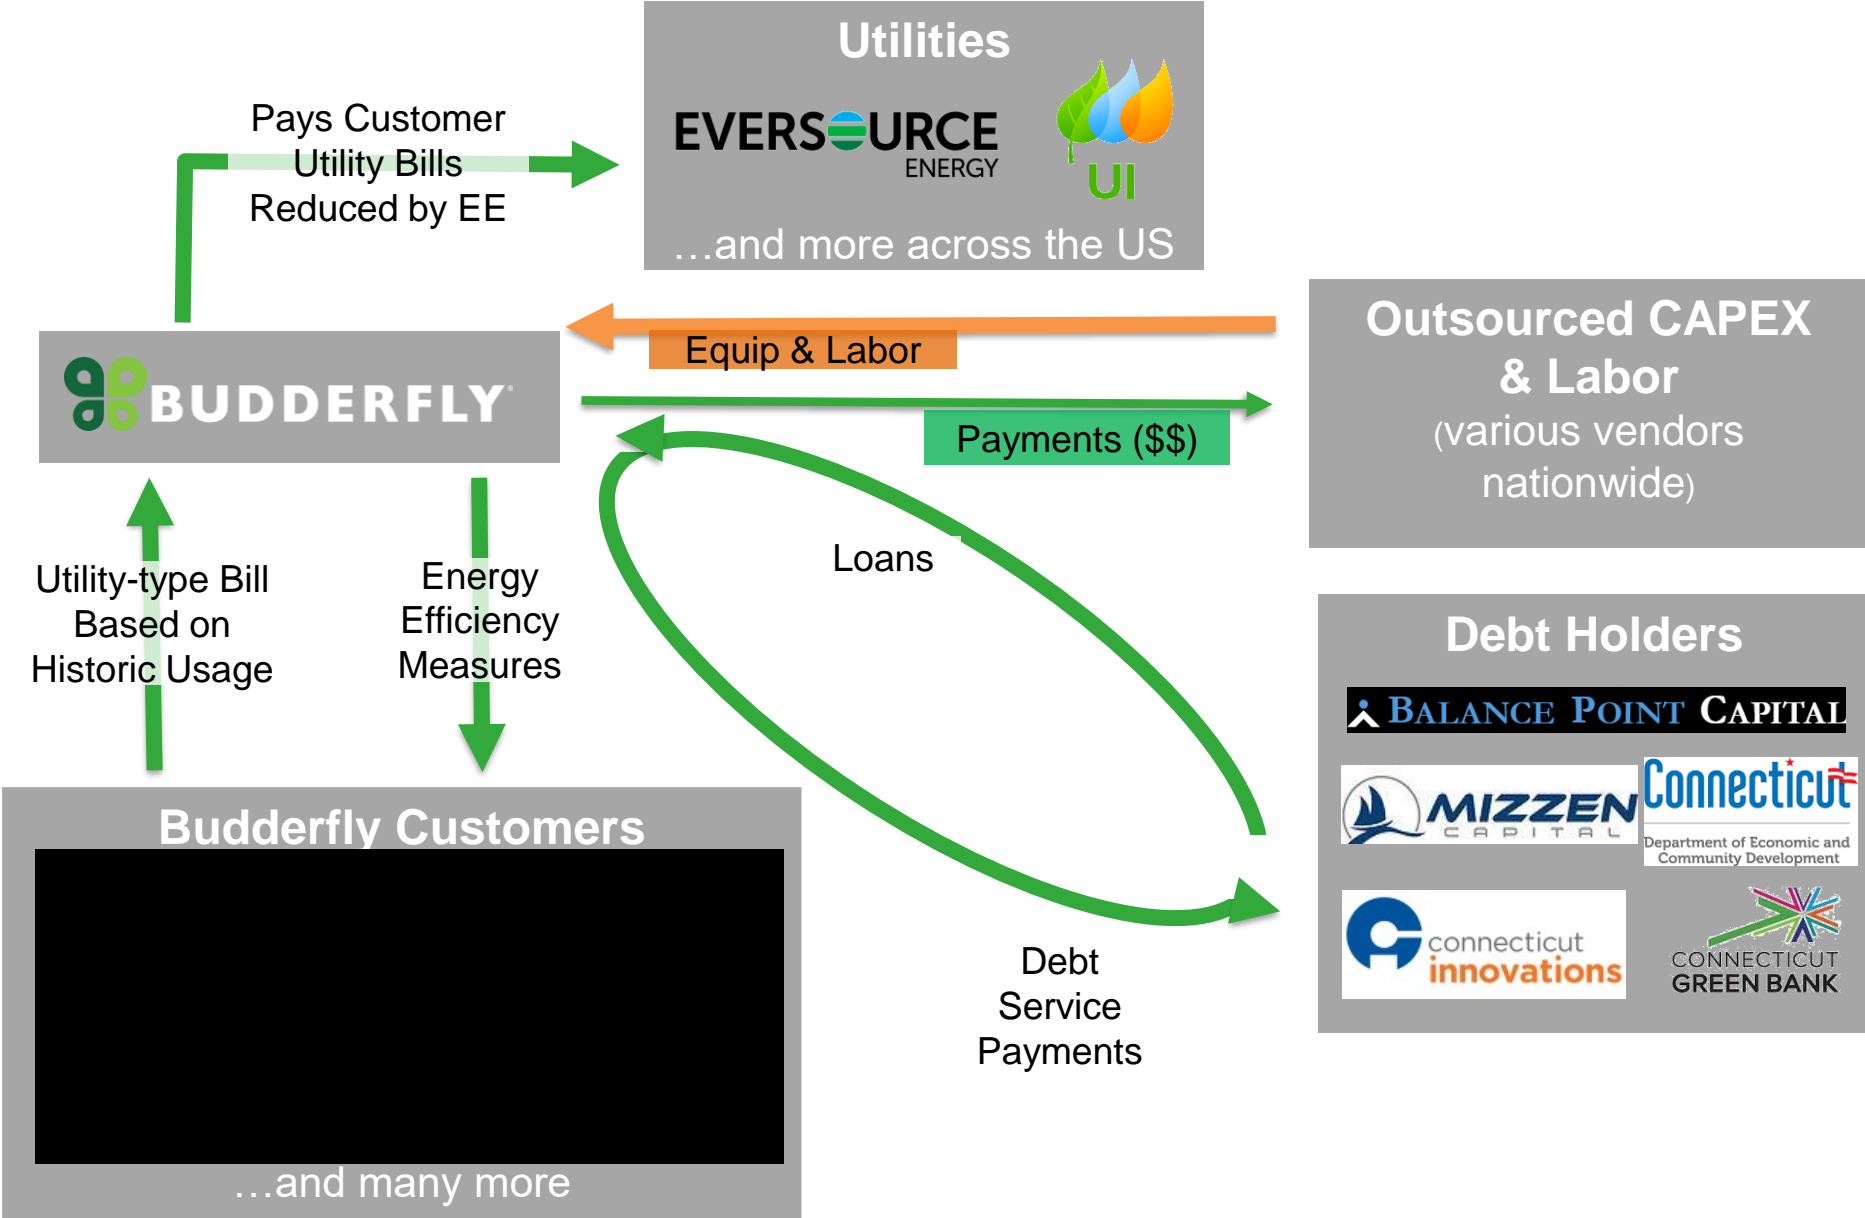 Utilities
EVERSOURCE
ENERGY
UI
…and more across the US
Pays Customer
Utility Bills
Reduced by EE
BUDDERFLY
Equip & Labor
Payments ($$)
Outsourced CAPEX
& Labor
(various vendors
nationwide)
Utility-type Bill
Based on
Historic Usage
Energy
Efficiency
Measures
Loans
Debt
Service
Payments
Debt Holders
BALANCE POINT CAPITAL
MIZZEN
CAPITAL
Connecticut
Department of Economic and
Community Development
connecticut
innovations
CONNECTICUT
GREEN BANK
Budderfly Customers
…and many more